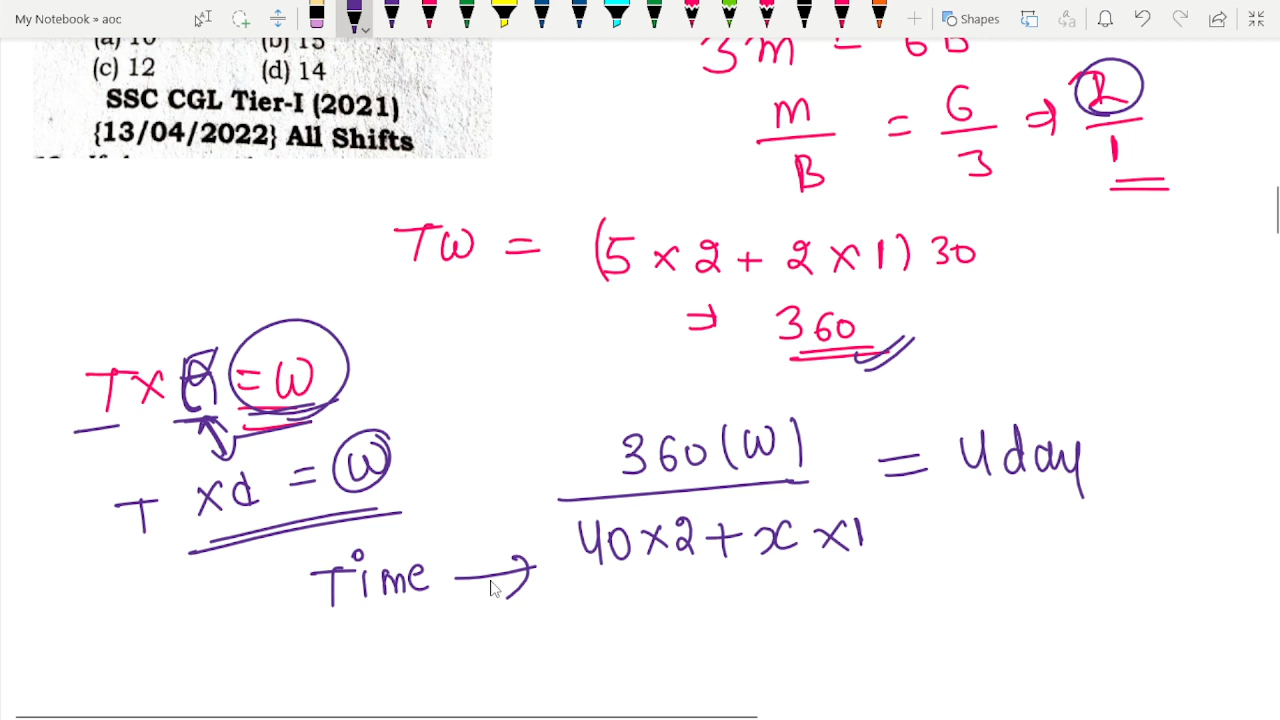 My Notebook » aoc
Shapes
(a) 10 (b) 15
(c) 12 (d) 14
SSC CGL Tier-I (2021)
{13/04/2022} All Shifts
3m = 6B
m/B = 6/3 ⇒ 2/1
TW = (5 × 2 + 2 × 1) 30
⇒ 360
= W
T × d = W
360 (W) / 40×2 + x ×1 = 4 day
Time →